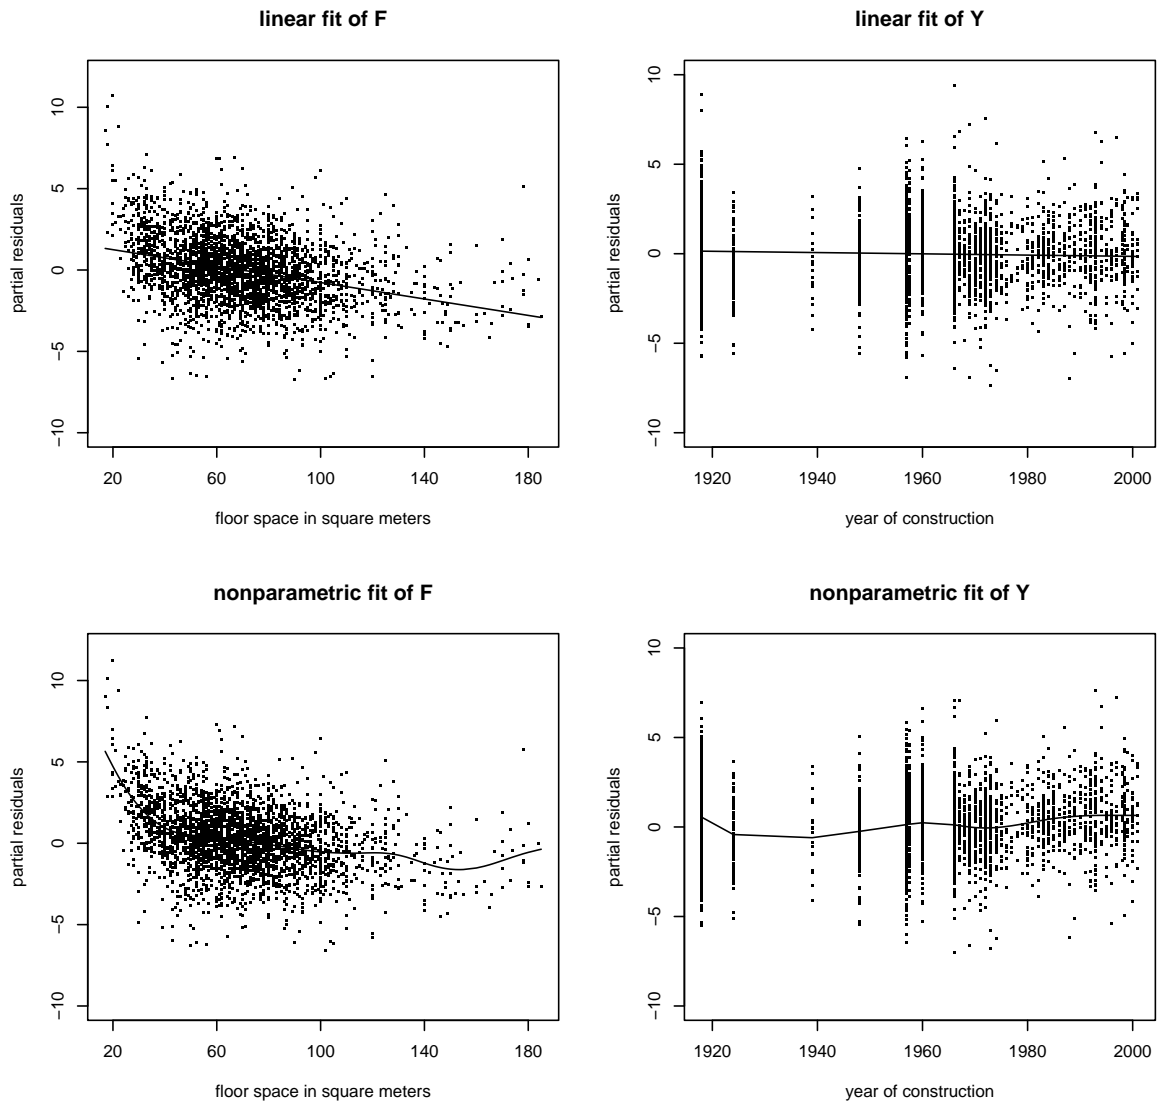 linear fit of F
partial residuals
10
5
0
−5
−10
20 60 100 140 180
floor space in square meters
linear fit of Y
partial residuals
10
5
0
−5
−10
1920 1940 1960 1980 2000
year of construction
nonparametric fit of F
partial residuals
10
5
0
−5
−10
20 60 100 140 180
floor space in square meters
nonparametric fit of Y
partial residuals
10
5
0
−5
−10
1920 1940 1960 1980 2000
year of construction